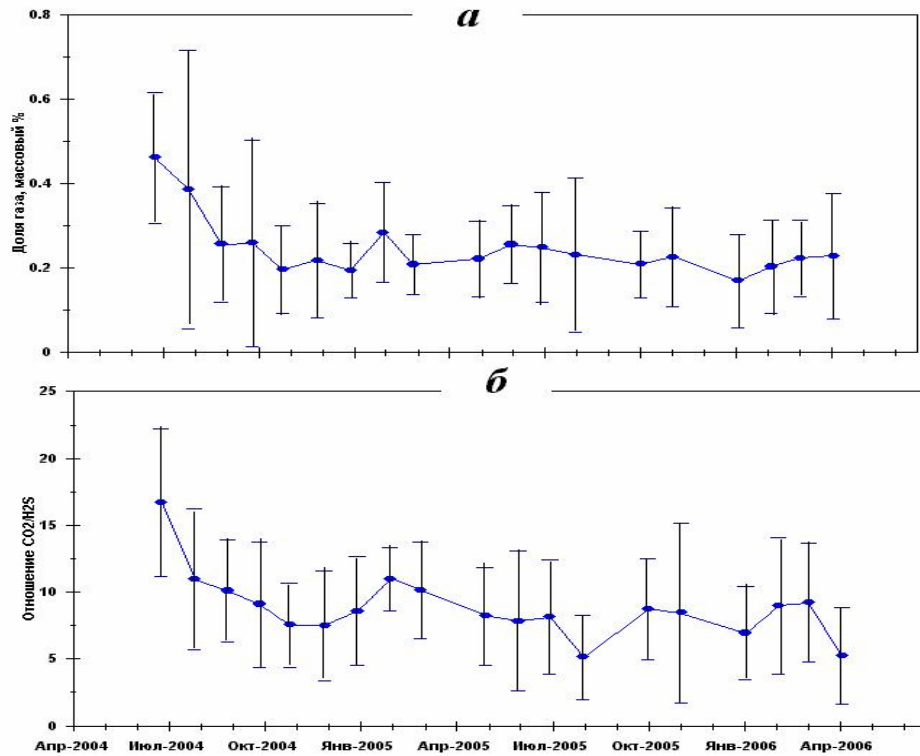 а
0.8
0.6
0.4
0.2
0
Доля газа, массовый %
б
25
20
15
10
5
0
Отношение CO2/H2S
Апр-2004 Июл-2004 Окт-2004 Янв-2005 Апр-2005 Июл-2005 Окт-2005 Янв-2006 Апр-2006